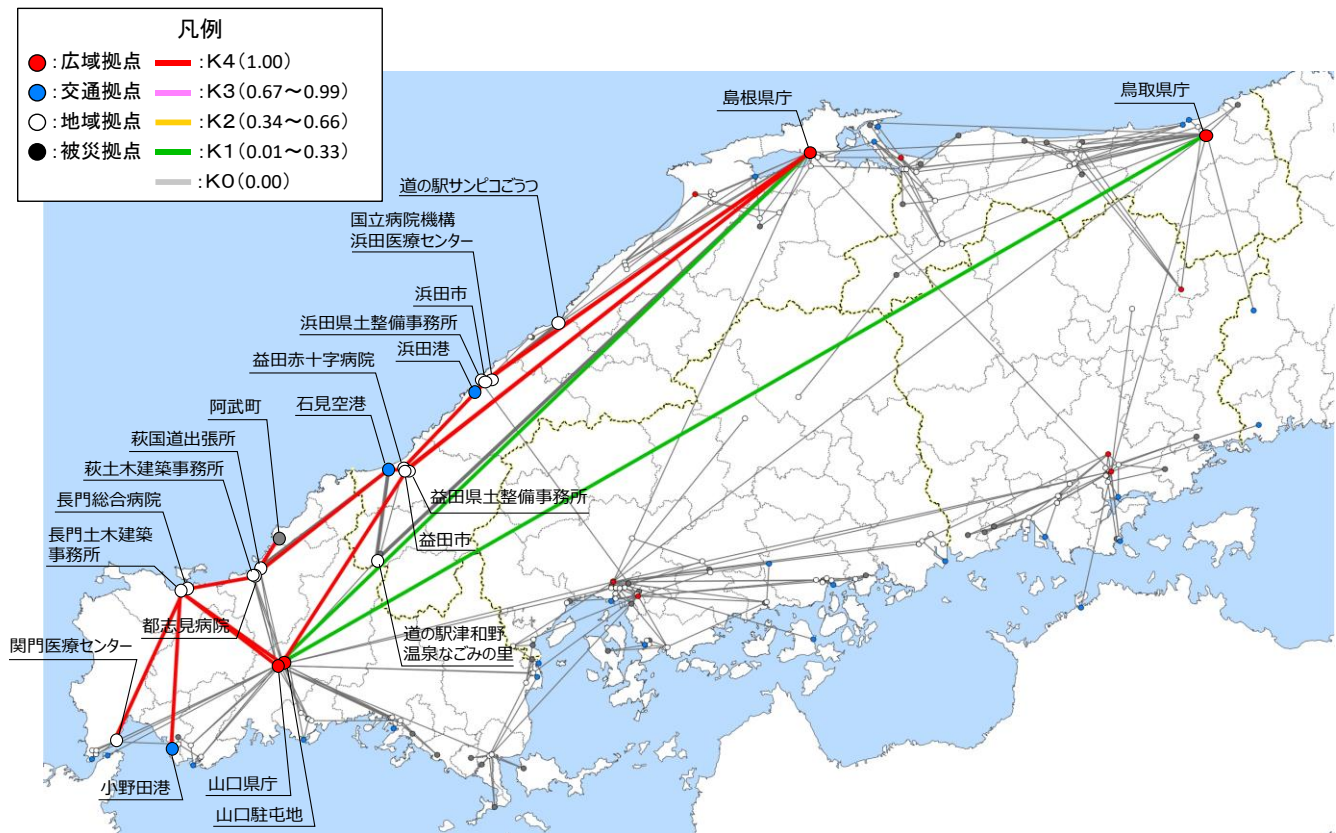 凡例
●:広域拠点 :K4(1.00)
●:交通拠点 :K3(0.67～0.99)
○:地域拠点 :K2(0.34～0.66)
●:被災拠点 :K1(0.01～0.33)
:K0(0.00)
島根県庁
鳥取県庁
道の駅サンピコごうつ
国立病院機構
浜田医療センター
浜田市
浜田県土整備事務所
浜田港
益田赤十字病院
石見空港
阿武町
萩国道出張所
萩土木建築事務所
長門総合病院
長門土木建築
事務所
益田県土整備事務所
益田市
都志見病院
道の駅津和野
温泉なごみの里
関門医療センター
小野田港
山口県庁
山口駐屯地